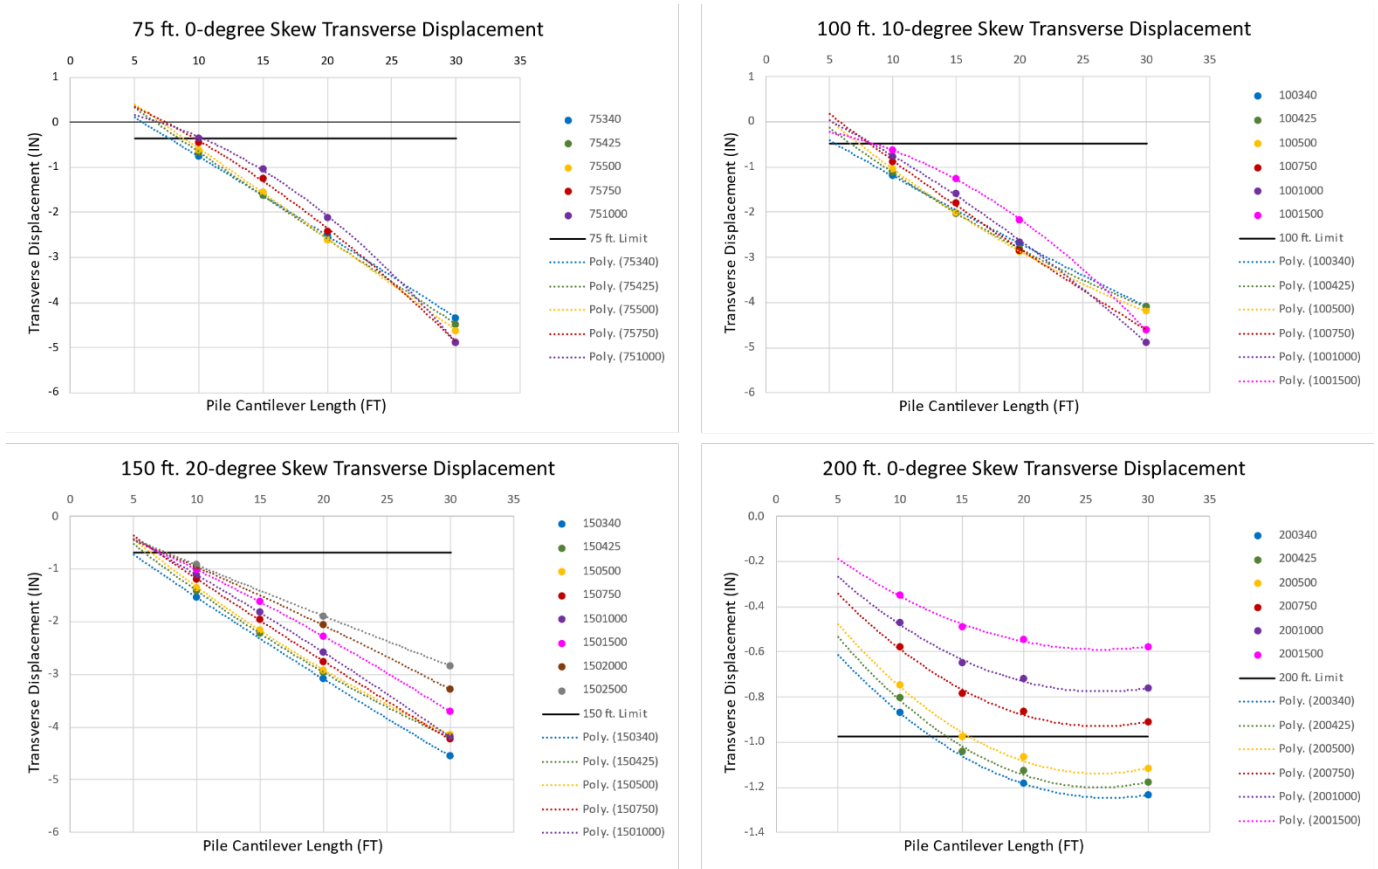 75 ft. 0-degree Skew Transverse Displacement
0 5 10 15 20 25 30 35
1
0
-1
-2
-3
-4
-5
-6
Transverse Displacement (IN)
Pile Cantilever Length (FT)
75340
75425
75500
75750
751000
75 ft. Limit
Poly. (75340)
Poly. (75425)
Poly. (75500)
Poly. (75750)
Poly. (751000)
100 ft. 10-degree Skew Transverse Displacement
0 5 10 15 20 25 30 35
1
0
-1
-2
-3
-4
-5
-6
Transverse Displacement (IN)
Pile Cantilever Length (FT)
100340
100425
100500
100750
1001000
1001500
100 ft. Limit
Poly. (100340)
Poly. (100425)
Poly. (100500)
Poly. (100750)
Poly. (1001000)
Poly. (1001500)
150 ft. 20-degree Skew Transverse Displacement
0 5 10 15 20 25 30 35
0
-1
-2
-3
-4
-5
-6
Transverse Displacement (IN)
Pile Cantilever Length (FT)
150340
150425
150500
150750
1501000
1501500
1502000
1502500
150 ft. Limit
Poly. (150340)
Poly. (150425)
Poly. (150500)
Poly. (150750)
Poly. (1501000)
200 ft. 0-degree Skew Transverse Displacement
0 5 10 15 20 25 30 35
0.0
-0.2
-0.4
-0.6
-0.8
-1.0
-1.2
-1.4
Transverse Displacement (IN)
Pile Cantilever Length (FT)
200340
200425
200500
200750
2001000
2001500
200 ft. Limit
Poly. (200340)
Poly. (200425)
Poly. (200500)
Poly. (200750)
Poly. (2001000)
Poly. (2001500)